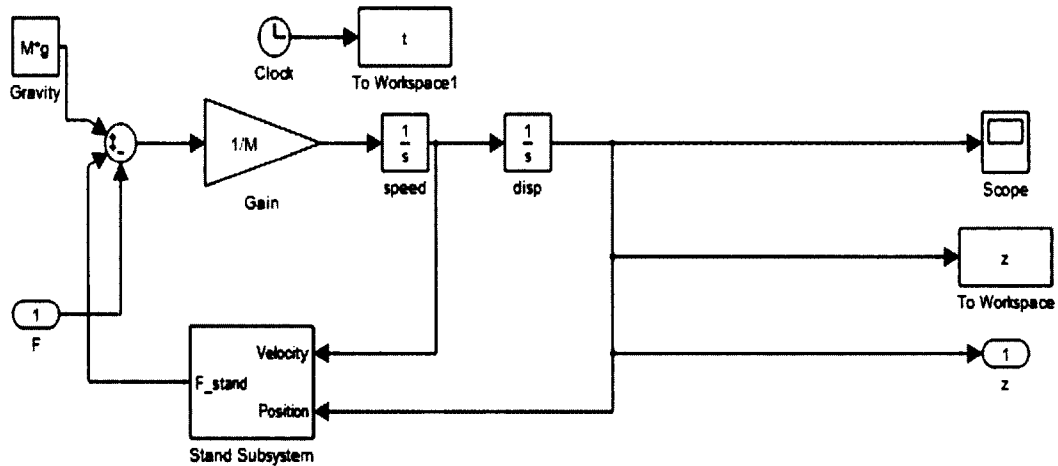 M*g
Gravity
Clock
t
To Workspace1
1/M
Gain
1
s
speed
1
s
disp
Scope
z
To Workspace
1
F
Velocity
F_stand
Position
Stand Subsystem
1
z